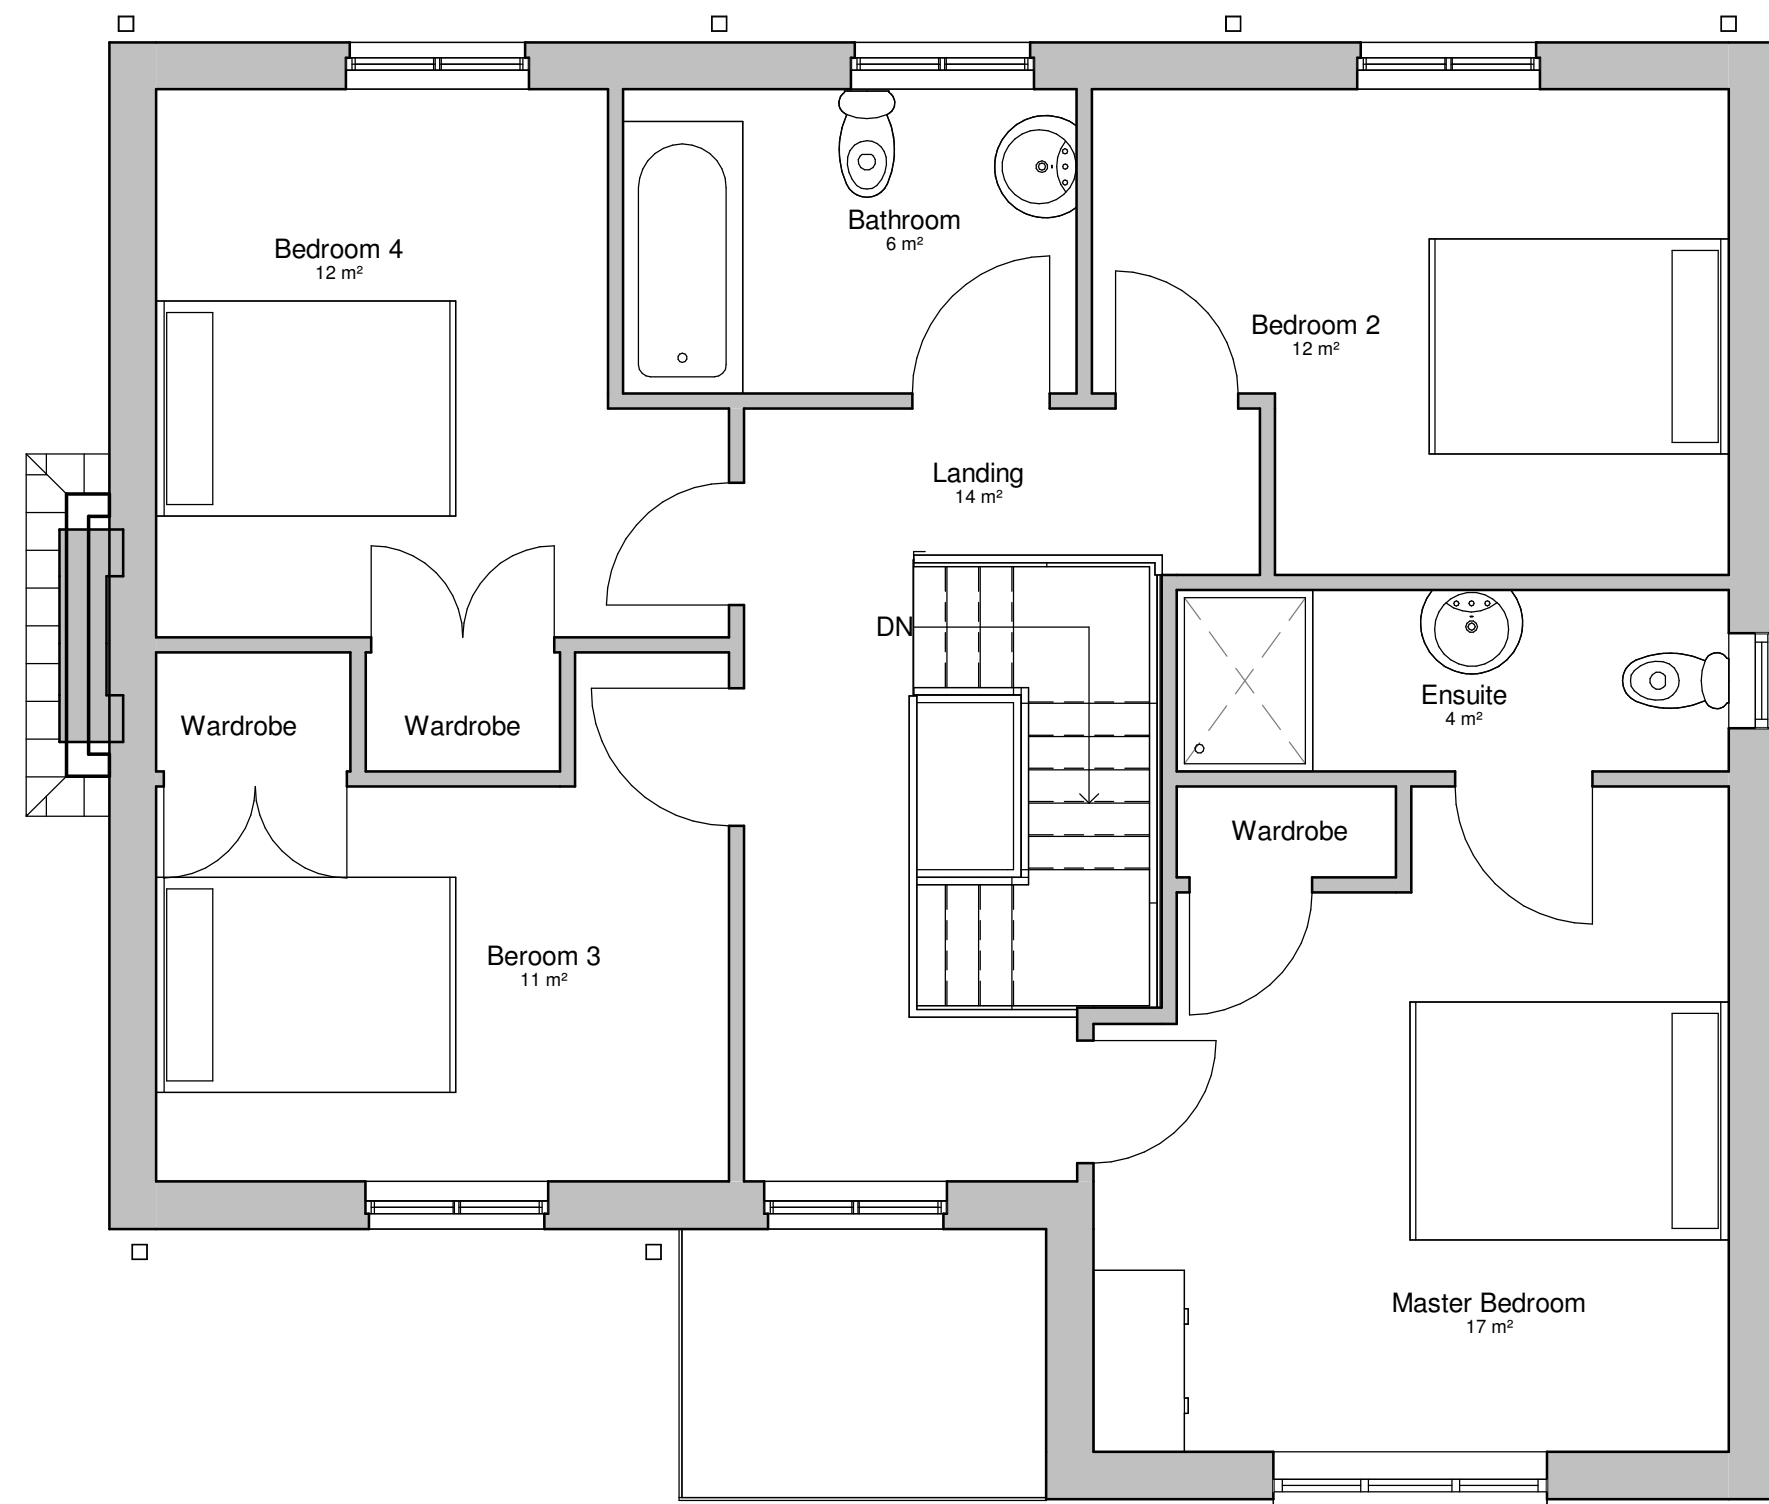 Bedroom 4
12 m²
Bathroom
6 m²
Bedroom 2
12 m²
Landing
14 m²
DN
Wardrobe
Wardrobe
Ensuite
4 m²
Wardrobe
Beroom 3
11 m²
Master Bedroom
17 m²